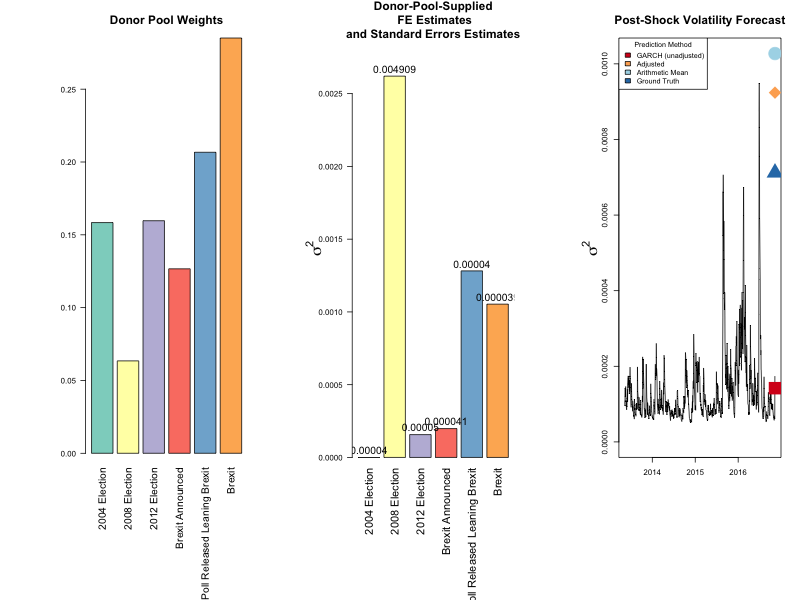 Donor Pool Weights
0.25
0.20
0.15
0.10
0.05
0.00
2004 Election
2008 Election
2012 Election
Brexit Announced
Poll Released Leaning Brexit
Brexit
Donor-Pool-Supplied
FE Estimates
and Standard Errors Estimates
σ2
0.0025
0.0020
0.0015
0.0010
0.0005
0.0000
0.00004
0.004909
0.00005
0.000041
0.00004
0.00003
2004 Election
2008 Election
2012 Election
Brexit Announced
oll Released Leaning Brexit
Brexit
Post-Shock Volatility Forecast
σ2
0.0010
0.0008
0.0006
0.0004
0.0002
0.0000
Prediction Method
GARCH (unadjusted)
Adjusted
Arithmetic Mean
Ground Truth
2014
2015
2016